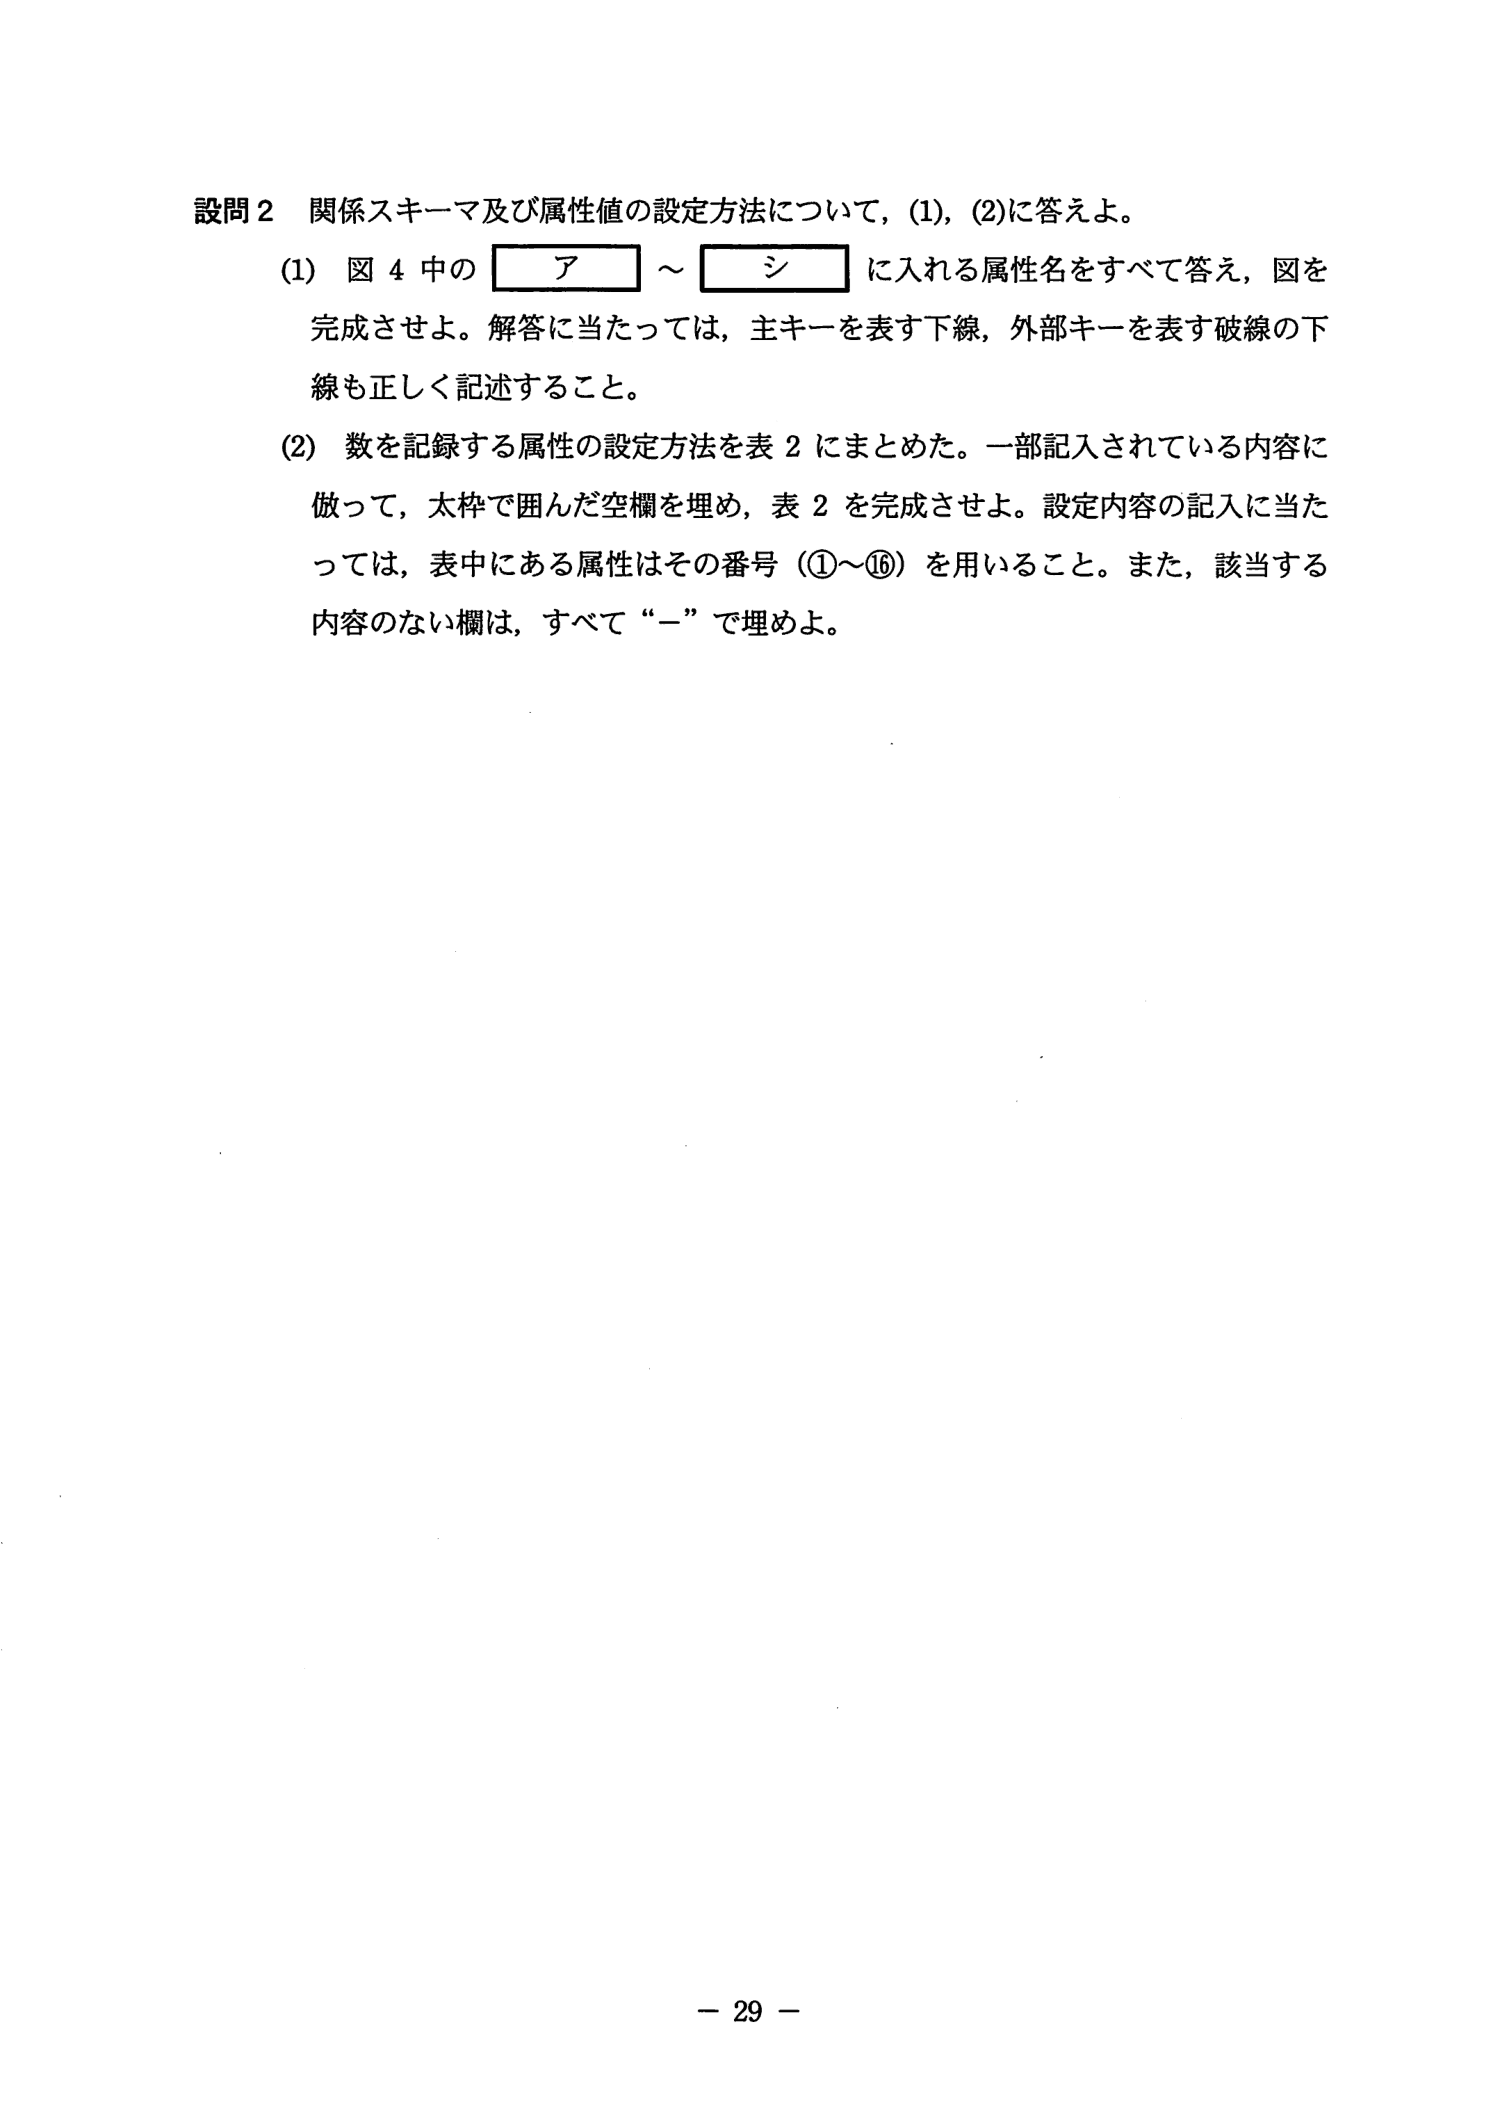 設問2　関係スキーマ及び属性値の設定方法について，(1)，(2)に答えよ。
(1)　図 4 中の ア ～ シ に入れる属性名をすべて答え，図を
完成させよ。解答に当たっては，主キーを表す下線，外部キーを表す破線の下
線も正しく記述すること。
(2)　数を記録する属性の設定方法を表 2 にまとめた。一部記入されている内容に
倣って，太枠で囲んだ空欄を埋め，表 2 を完成させよ。設定内容の記入に当た
っては，表中にある属性はその番号（①～⑯）を用いること。また，該当する
内容のない欄は，すべて“－”で埋めよ。
－ 29 －